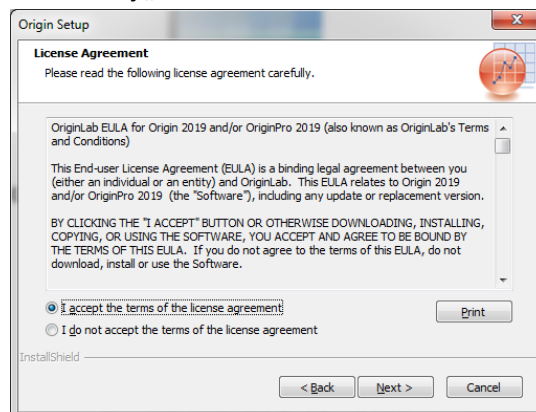 Origin Setup
License Agreement
Please read the following license agreement carefully.
OriginLab EULA for Origin 2019 and/or OriginPro 2019 (also known as OriginLab's Terms
and Conditions)
This End-user License Agreement (EULA) is a binding legal agreement between you
(either an individual or an entity) and OriginLab. This EULA relates to Origin 2019
and/or OriginPro 2019 (the "Software"), including any update or replacement version.
BY CLICKING THE "I ACCEPT" BUTTON OR OTHERWISE DOWNLOADING, INSTALLING,
COPYING, OR USING THE SOFTWARE, YOU ACCEPT AND AGREE TO BE BOUND BY
THE TERMS OF THIS EULA. If you do not agree to the terms of this EULA, do not
download, install or use the Software.
I accept the terms of the license agreement
Print
I do not accept the terms of the license agreement
InstallShield
< Back
Next >
Cancel